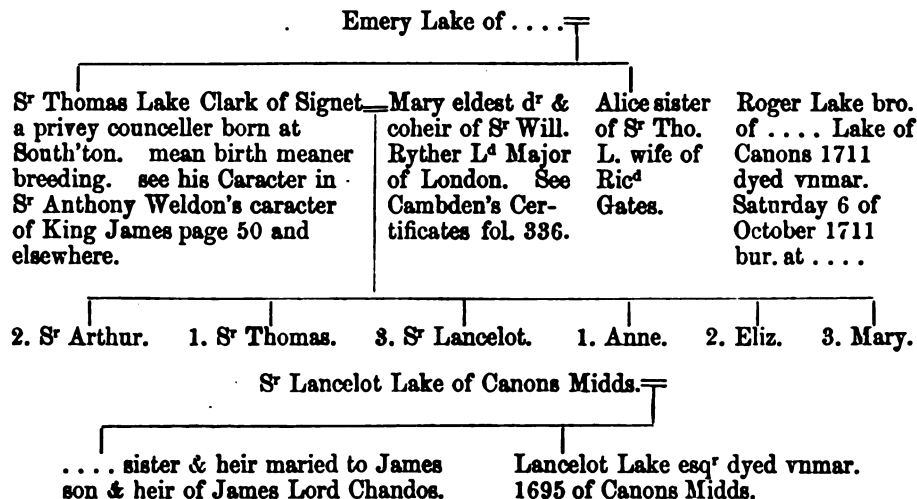 Emery Lake of . . . .
Sr Thomas Lake Clark of Signet
a privey counceller born at
South'ton. mean birth meaner
breeding. see his Caracter in
Sr Anthony Weldon's caracter
of King James page 50 and
elsewhere.
Mary eldest dr &
coheir of Sr Will.
Ryther Ld Major
of London. See
Cambden's Cer-
tificates fol. 336.
Alice sister
of Sr Tho.
L. wife of
Ricd
Gates.
Roger Lake bro.
of . . . . Lake of
Canons 1711
dyed vnmar.
Saturday 6 of
October 1711
bur. at . . . .
2. Sr Arthur. 1. Sr Thomas. 3. Sr Lancelot. 1. Anne. 2. Eliz. 3. Mary.
Sr Lancelot Lake of Canons Midds.
. . . . sister & heir maried to James
son & heir of James Lord Chandos.
Lancelot Lake esqr dyed vnmar.
1695 of Canons Midds.